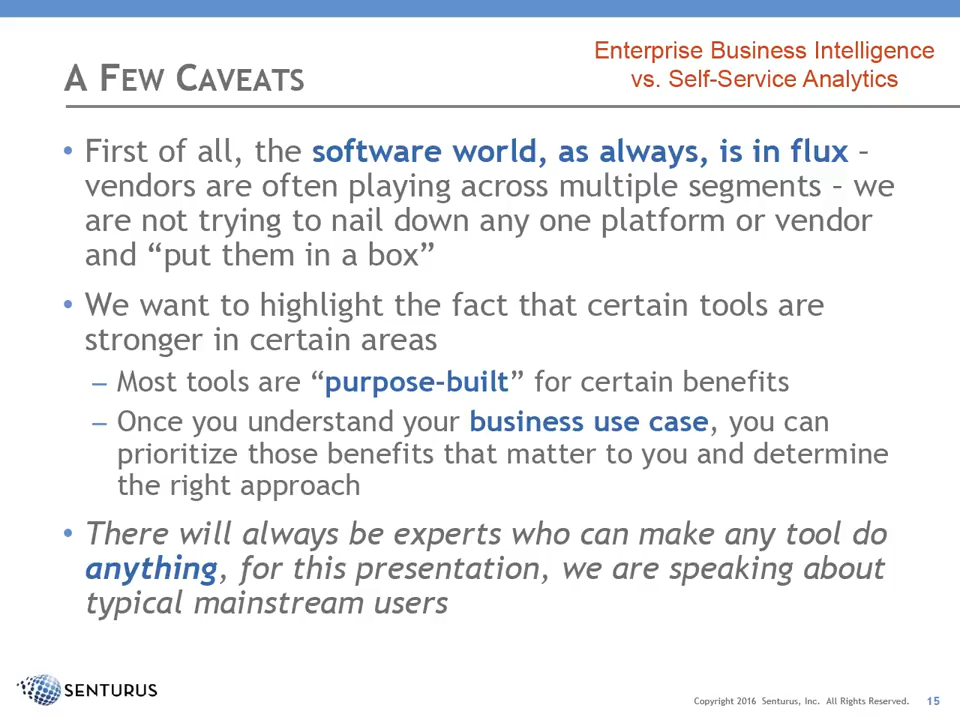 Enterprise Business Intelligence
vs. Self-Service Analytics
A FEW CAVEATS
• First of all, the software world, as always, is in flux –
vendors are often playing across multiple segments – we
are not trying to nail down any one platform or vendor
and “put them in a box”
• We want to highlight the fact that certain tools are
stronger in certain areas
– Most tools are “purpose-built” for certain benefits
– Once you understand your business use case, you can
prioritize those benefits that matter to you and determine
the right approach
• There will always be experts who can make any tool do
anything, for this presentation, we are speaking about
typical mainstream users
SENTURUS
Copyright 2016 Senturus, Inc. All Rights Reserved. 15